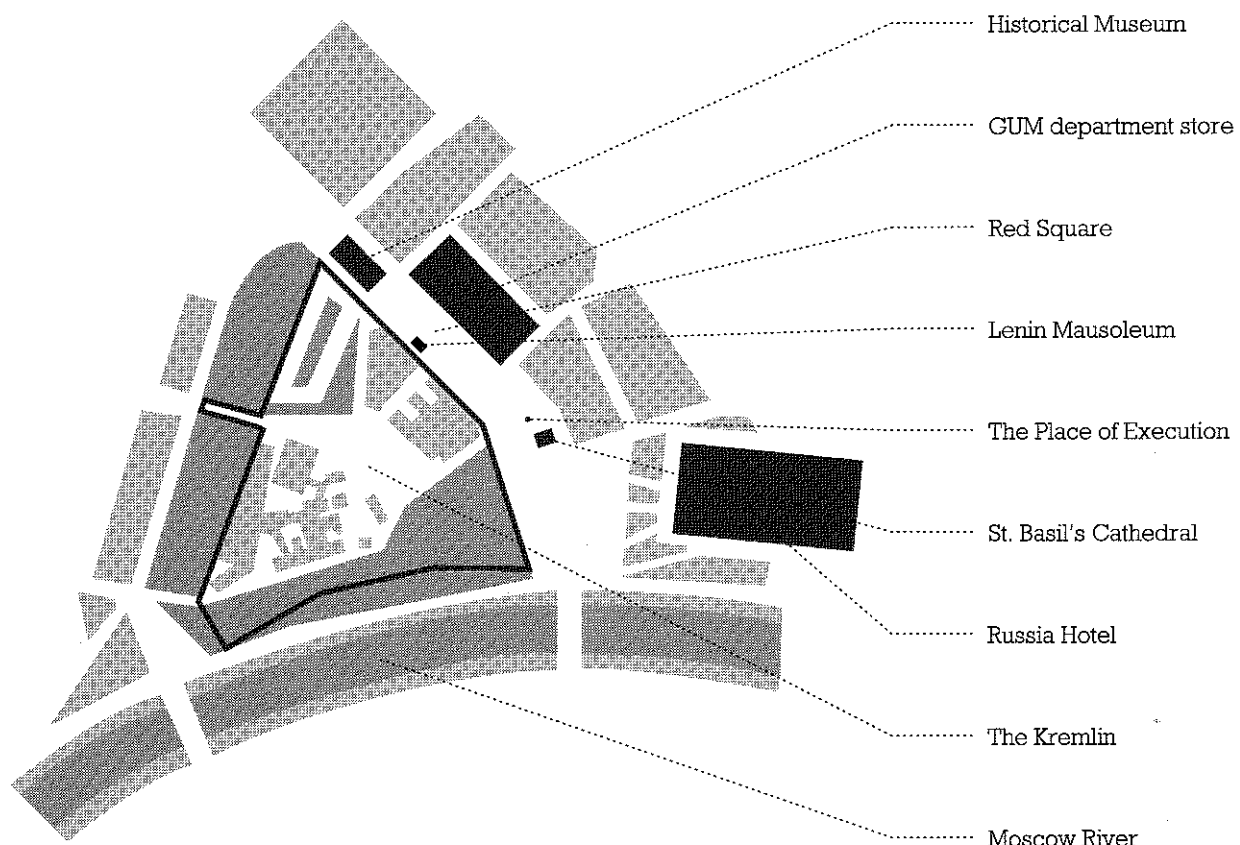 Historical Museum
GUM department store
Red Square
Lenin Mausoleum
The Place of Execution
St. Basil's Cathedral
Russia Hotel
The Kremlin
Moscow River